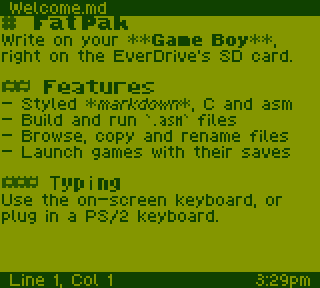 Welcome.md
# FatPak
Write on your **Game Boy**,
right on the EverDrive's SD card.
## Features
- Styled *markdown*, C and asm
- Build and run `.asm` files
- Browse, copy and rename files
- Launch games with their saves
### Typing
Use the on-screen keyboard, or
plug in a PS/2 keyboard.
Line 1, Col 1 3:29pm